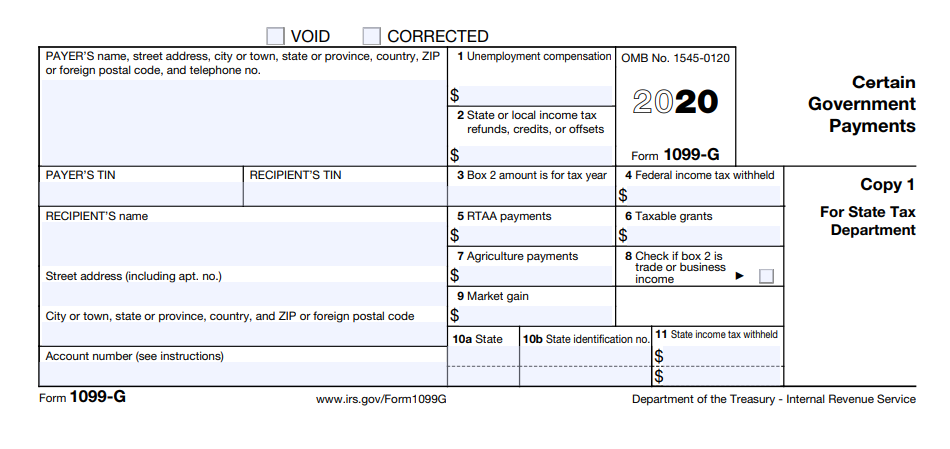 VOID CORRECTED
PAYER'S name, street address, city or town, state or province, country, ZIP
or foreign postal code, and telephone no.
1 Unemployment compensation
$
2 State or local income tax
refunds, credits, or offsets
$
OMB No. 1545-0120
2020
Form 1099-G
Certain
Government
Payments
PAYER'S TIN
RECIPIENT'S TIN
3 Box 2 amount is for tax year
4 Federal income tax withheld
$
Copy 1
For State Tax
Department
RECIPIENT'S name
5 RTAA payments
$
6 Taxable grants
$
Street address (including apt. no.)
7 Agriculture payments
$
8 Check if box 2 is
trade or business
income ►
City or town, state or province, country, and ZIP or foreign postal code
9 Market gain
$
Account number (see instructions)
10a State
10b State identification no.
11 State income tax withheld
$
$
Form 1099-G
www.irs.gov/Form1099G
Department of the Treasury - Internal Revenue Service